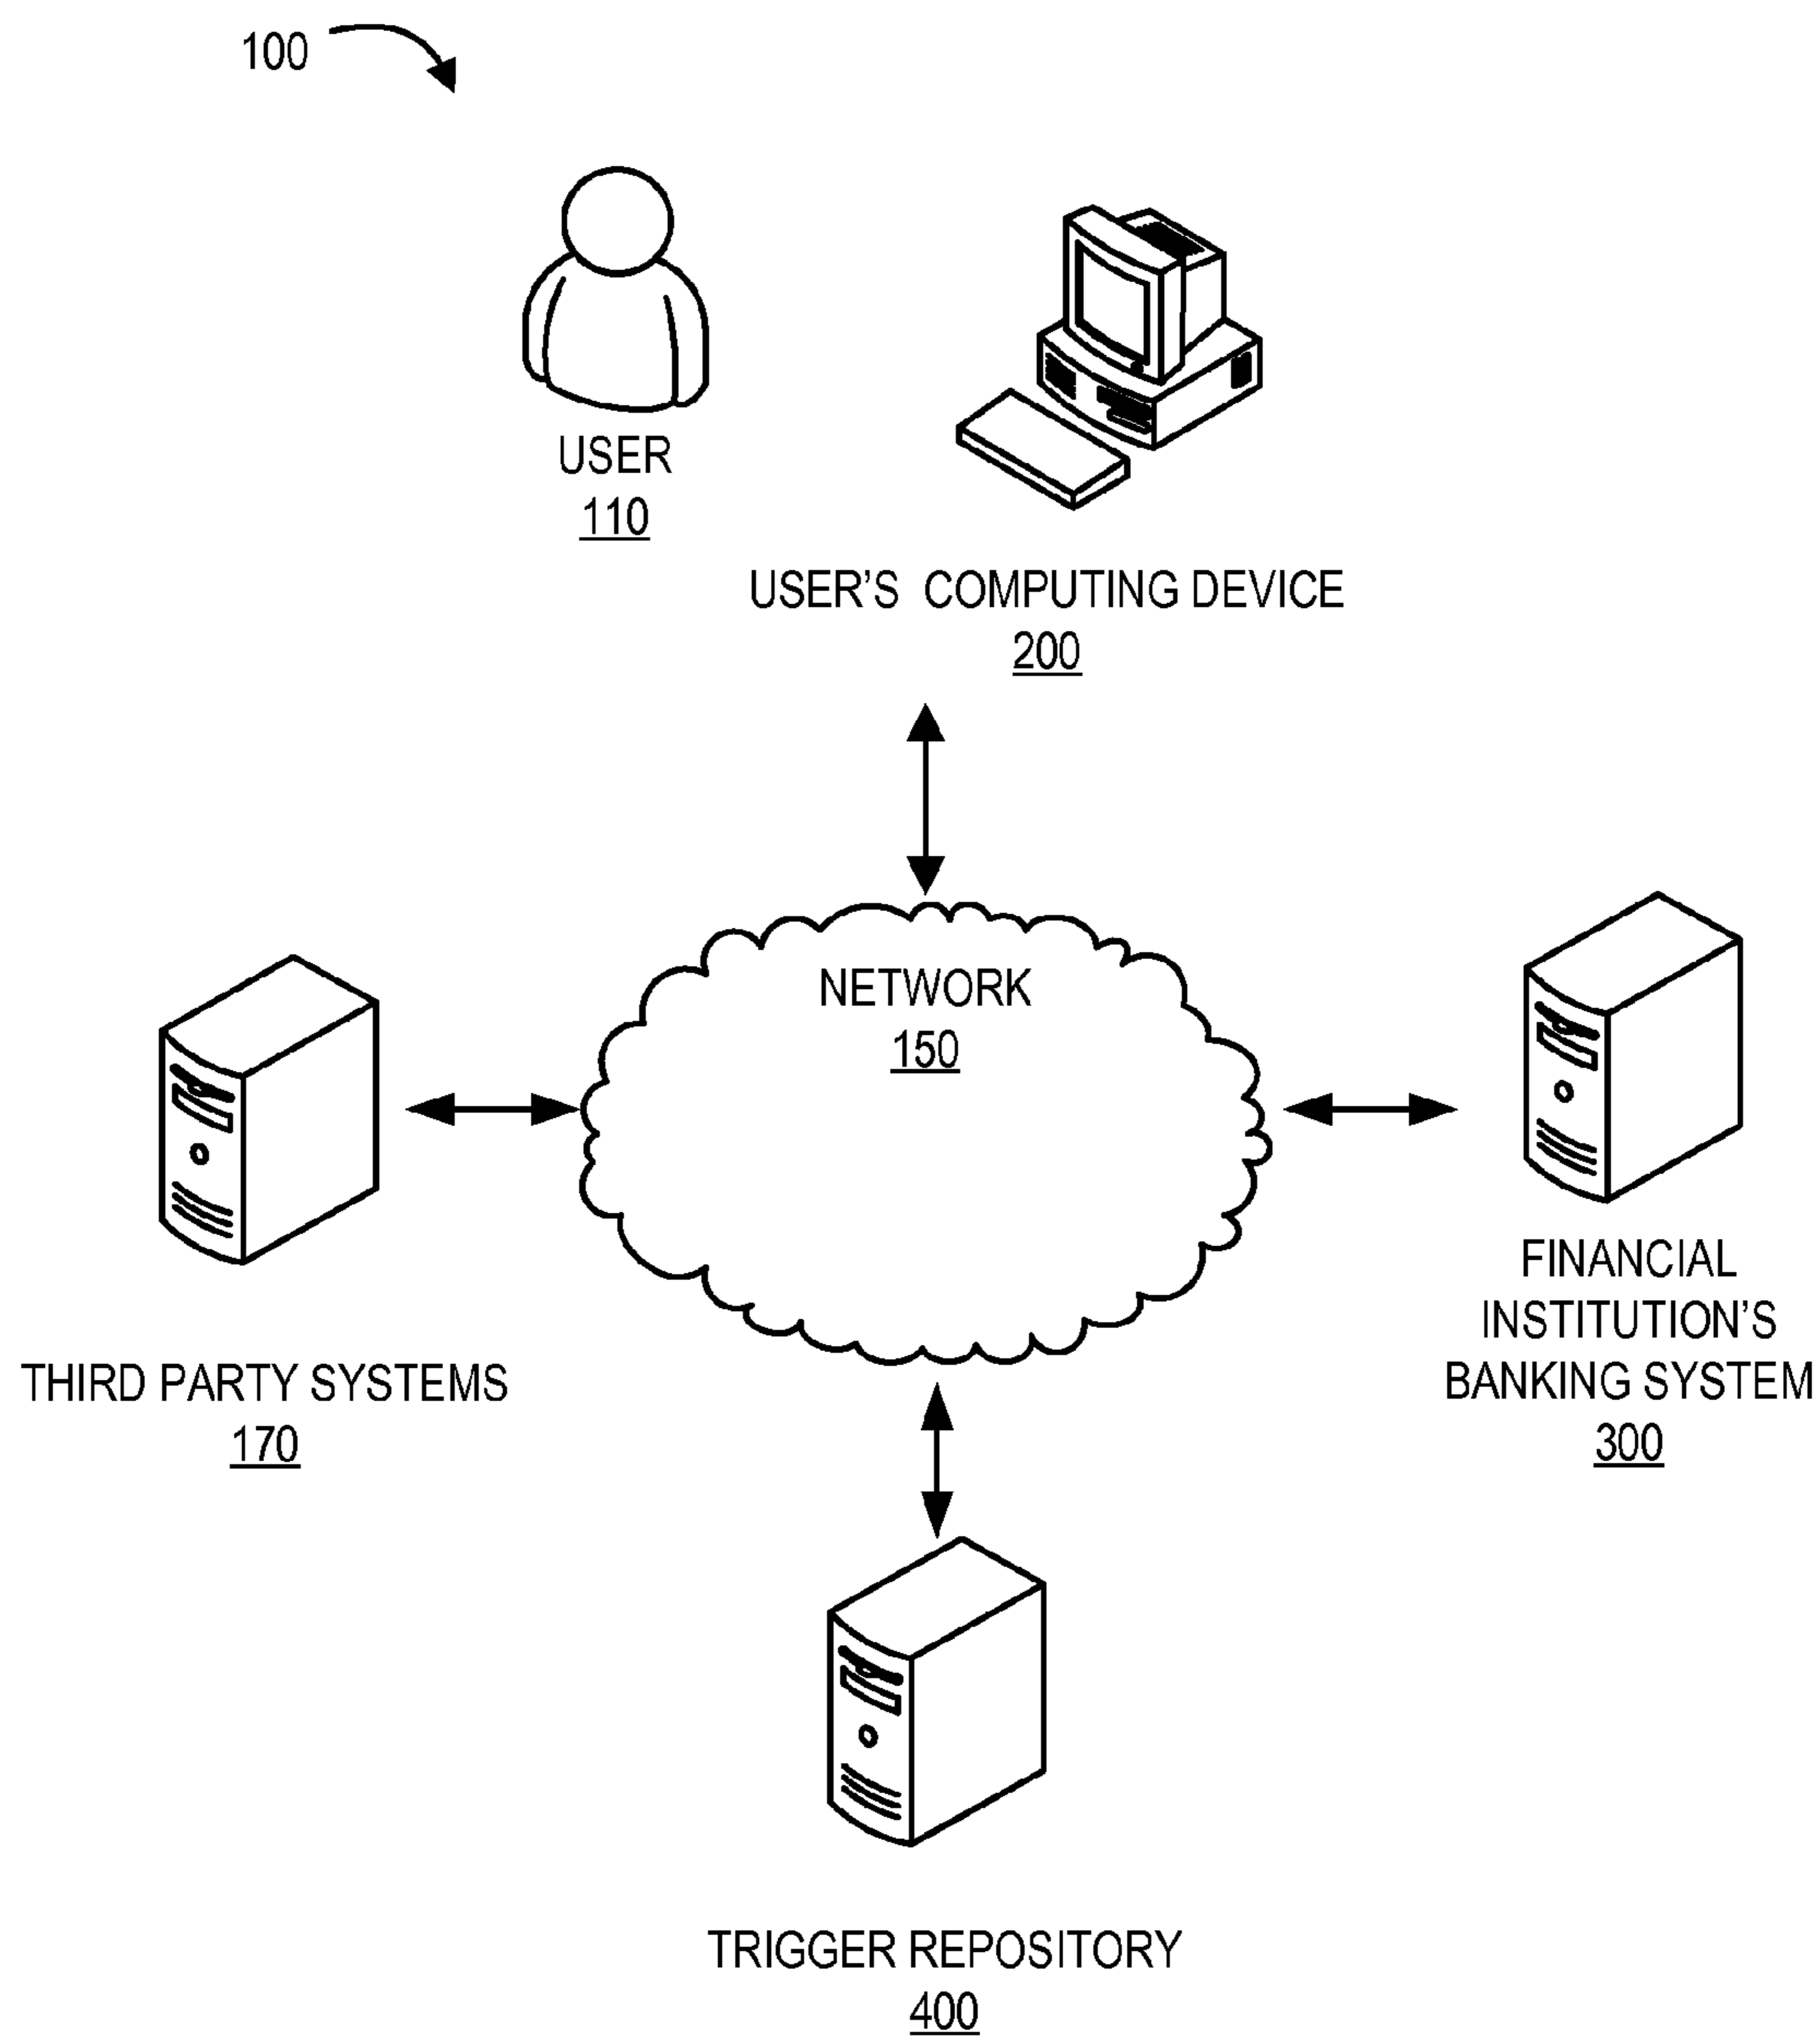 100
USER
110
USER'S COMPUTING DEVICE
200
NETWORK
150
THIRD PARTY SYSTEMS
170
FINANCIAL
INSTITUTION'S
BANKING SYSTEM
300
TRIGGER REPOSITORY
400